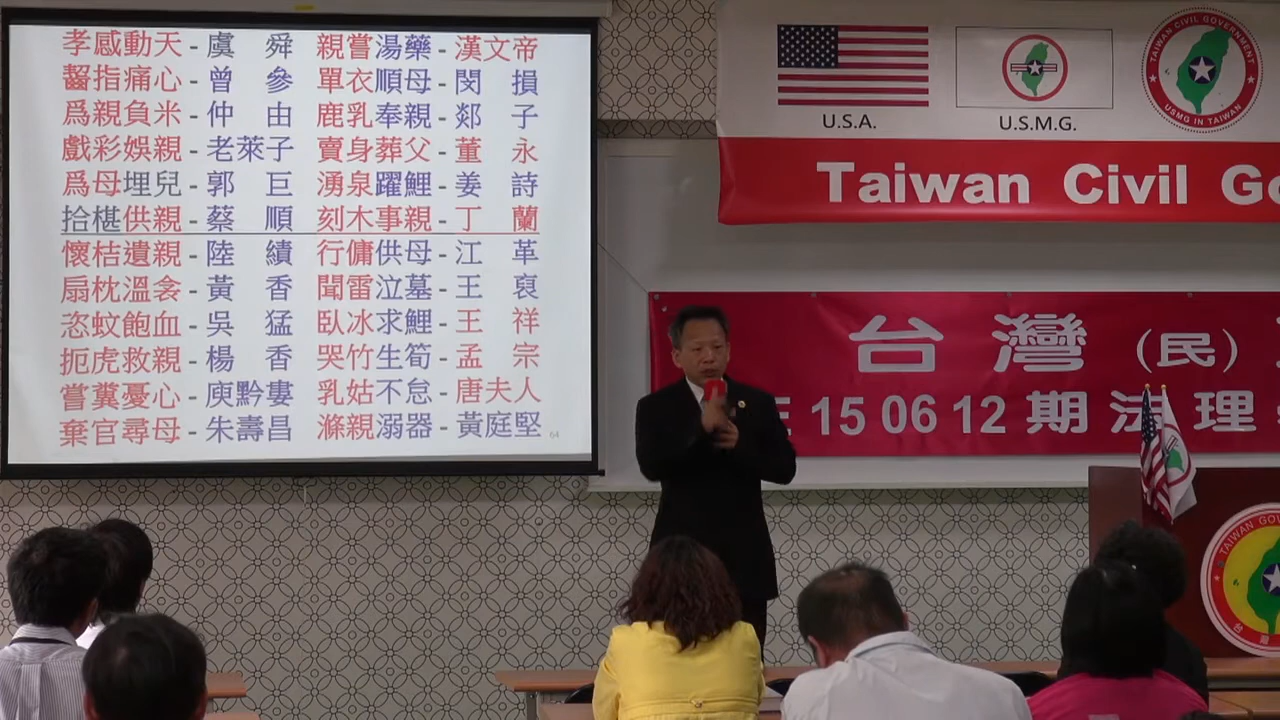 孝感動天-虞 舜 親嘗湯藥-漢文帝
齧指痛心-曾 參 單衣順母-閔 損
爲親負米-仲 由 鹿乳奉親-郯 子
戲彩娛親-老萊子 賣身葬父-董 永
爲母埋兒-郭 巨 湧泉躍鯉-姜 詩
拾椹供親-蔡 順 刻木事親-丁 蘭
懷桔遺親-陸 績 行傭供母-江 革
扇枕溫衾-黃 香 聞雷泣墓-王 裒
恣蚊飽血-吳 猛 臥冰求鯉-王 祥
扼虎救親-楊 香 哭竹生筍-孟 宗
嘗糞憂心-庾黔婁 乳姑不怠-唐夫人
棄官尋母-朱壽昌 滌親溺器-黃庭堅
64
U.S.A.
U.S.M.G.
TAIWAN CIVIL GOVERNMENT
USMG IN TAIWAN
Taiwan Civil Go
台灣(民)
15 06 12 期 法 理
TAIWAN GOV